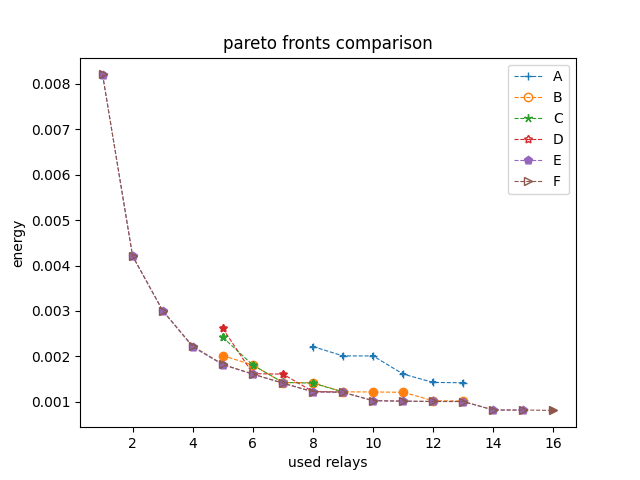 pareto fronts comparison
A
B
C
D
E
F
0.008
0.007
0.006
0.005
0.004
0.003
0.002
0.001
energy
2 4 6 8 10 12 14 16
used relays